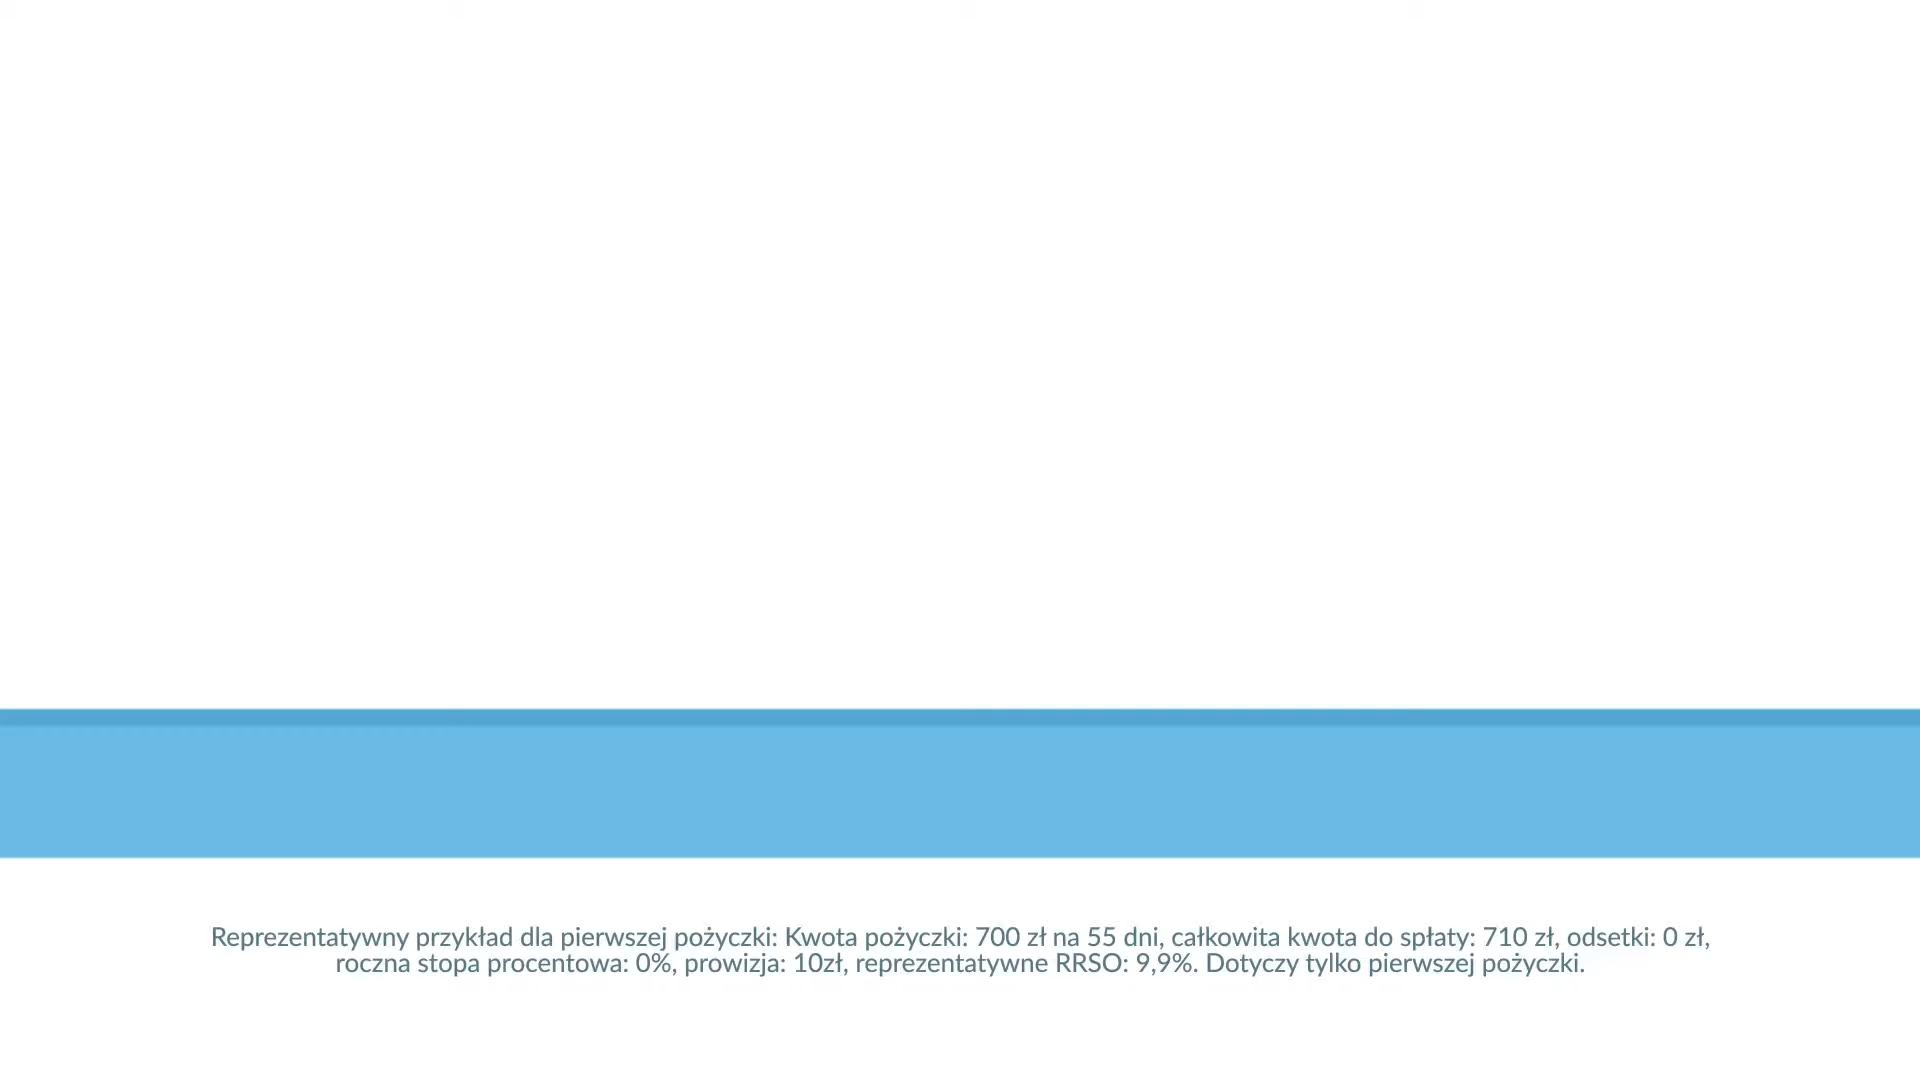 Reprezentatywny przykład dla pierwszej pożyczki: Kwota pożyczki: 700 zł na 55 dni, całkowita kwota do spłaty: 710 zł, odsetki: 0 zł,
roczna stopa procentowa: 0%, prowizja: 10zł, reprezentatywne RRSO: 9,9%. Dotyczy tylko pierwszej pożyczki.